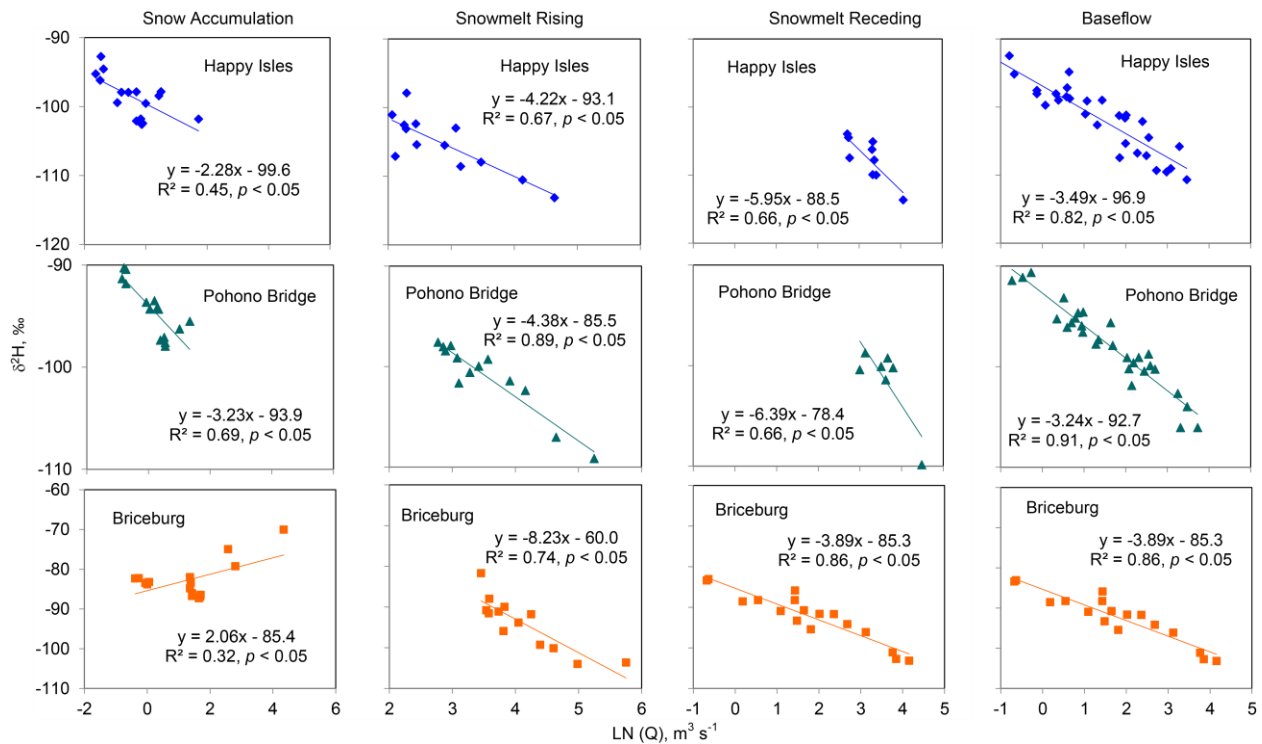 Snow Accumulation
Snowmelt Rising
Snowmelt Receding
Baseflow
-90
-100
-110
-120
Happy Isles
y = -2.28x - 99.6
R² = 0.45, p < 0.05
Happy Isles
y = -4.22x - 93.1
R² = 0.67, p < 0.05
Happy Isles
y = -5.95x - 88.5
R² = 0.66, p < 0.05
Happy Isles
y = -3.49x - 96.9
R² = 0.82, p < 0.05
δ²H, ‰
-90
-100
-110
Pohono Bridge
y = -3.23x - 93.9
R² = 0.69, p < 0.05
Pohono Bridge
y = -4.38x - 85.5
R² = 0.89, p < 0.05
Pohono Bridge
y = -6.39x - 78.4
R² = 0.66, p < 0.05
Pohono Bridge
y = -3.24x - 92.7
R² = 0.91, p < 0.05
-60
-70
-80
-90
-100
-110
Briceburg
y = 2.06x - 85.4
R² = 0.32, p < 0.05
Briceburg
y = -8.23x - 60.0
R² = 0.74, p < 0.05
Briceburg
y = -3.89x - 85.3
R² = 0.86, p < 0.05
Briceburg
y = -3.89x - 85.3
R² = 0.86, p < 0.05
-2 0 2 4 6
2 3 4 5 6
-1 0 1 2 3 4 5
-1 0 1 2 3 4 5
LN (Q), m³ s⁻¹